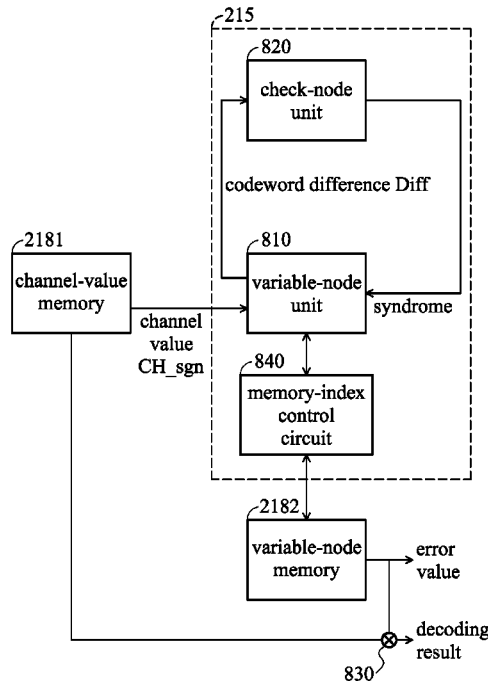 215
820
check-node
unit
codeword difference Diff
2181
channel-value
memory
810
variable-node
unit
syndrome
channel
value
CH_sgn
840
memory-index
control
circuit
2182
variable-node
memory
error
value
decoding
result
830